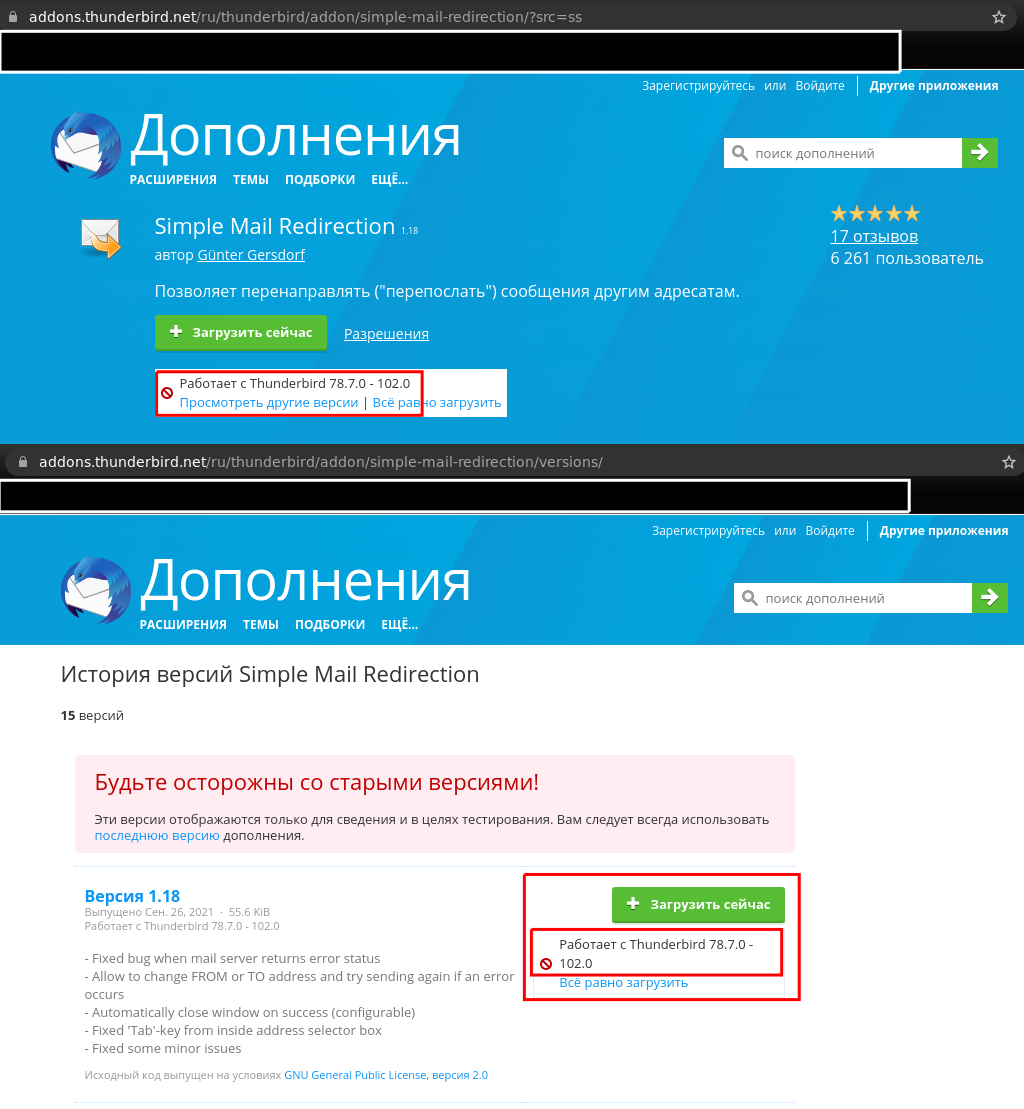 addons.thunderbird.net/ru/thunderbird/addon/simple-mail-redirection/?src=ss
Зарегистрируйтесь или Войдите Другие приложения
Дополнения
поиск дополнений
РАСШИРЕНИЯ ТЕМЫ ПОДБОРКИ ЕЩЁ...
Simple Mail Redirection 1.18
17 отзывов
автор Günter Gersdorf
6 261 пользователь
Позволяет перенаправлять ("перепослать") сообщения другим адресатам.
Загрузить сейчас Разрешения
Работает с Thunderbird 78.7.0 - 102.0
Просмотреть другие версии | Всё равно загрузить
addons.thunderbird.net/ru/thunderbird/addon/simple-mail-redirection/versions/
Зарегистрируйтесь или Войдите Другие приложения
Дополнения
поиск дополнений
РАСШИРЕНИЯ ТЕМЫ ПОДБОРКИ ЕЩЁ...
История версий Simple Mail Redirection
15 версий
Будьте осторожны со старыми версиями!
Эти версии отображаются только для сведения и в целях тестирования. Вам следует всегда использовать
последнюю версию дополнения.
Версия 1.18
Выпущено Сен. 26, 2021 · 55.6 KiB
Работает с Thunderbird 78.7.0 - 102.0
Загрузить сейчас
Работает с Thunderbird 78.7.0 -
102.0
Всё равно загрузить
- Fixed bug when mail server returns error status
- Allow to change FROM or TO address and try sending again if an error
occurs
- Automatically close window on success (configurable)
- Fixed 'Tab'-key from inside address selector box
- Fixed some minor issues
Исходный код выпущен на условиях GNU General Public License, версия 2.0